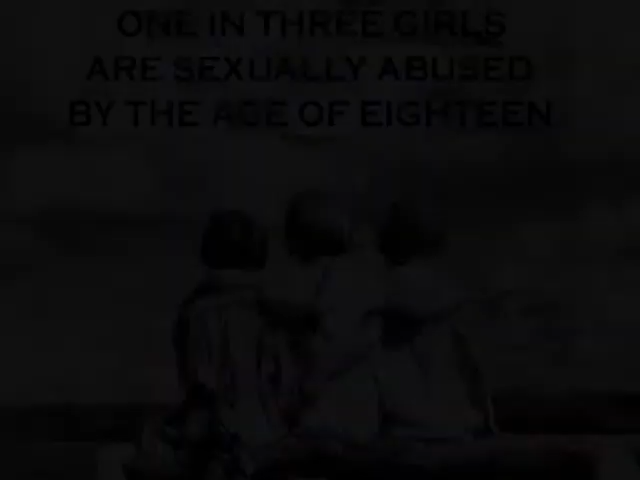 ONE IN THREE GIRLS
ARE SEXUALLY ABUSED
BY THE AGE OF EIGHTEEN